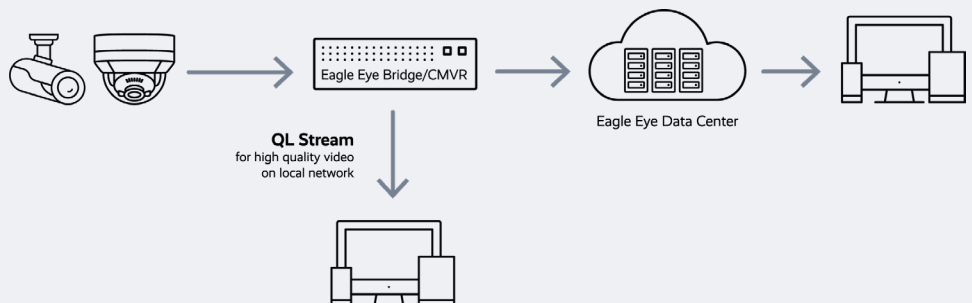 Eagle Eye Bridge/CMVR
Eagle Eye Data Center
QL Stream
for high quality video
on local network